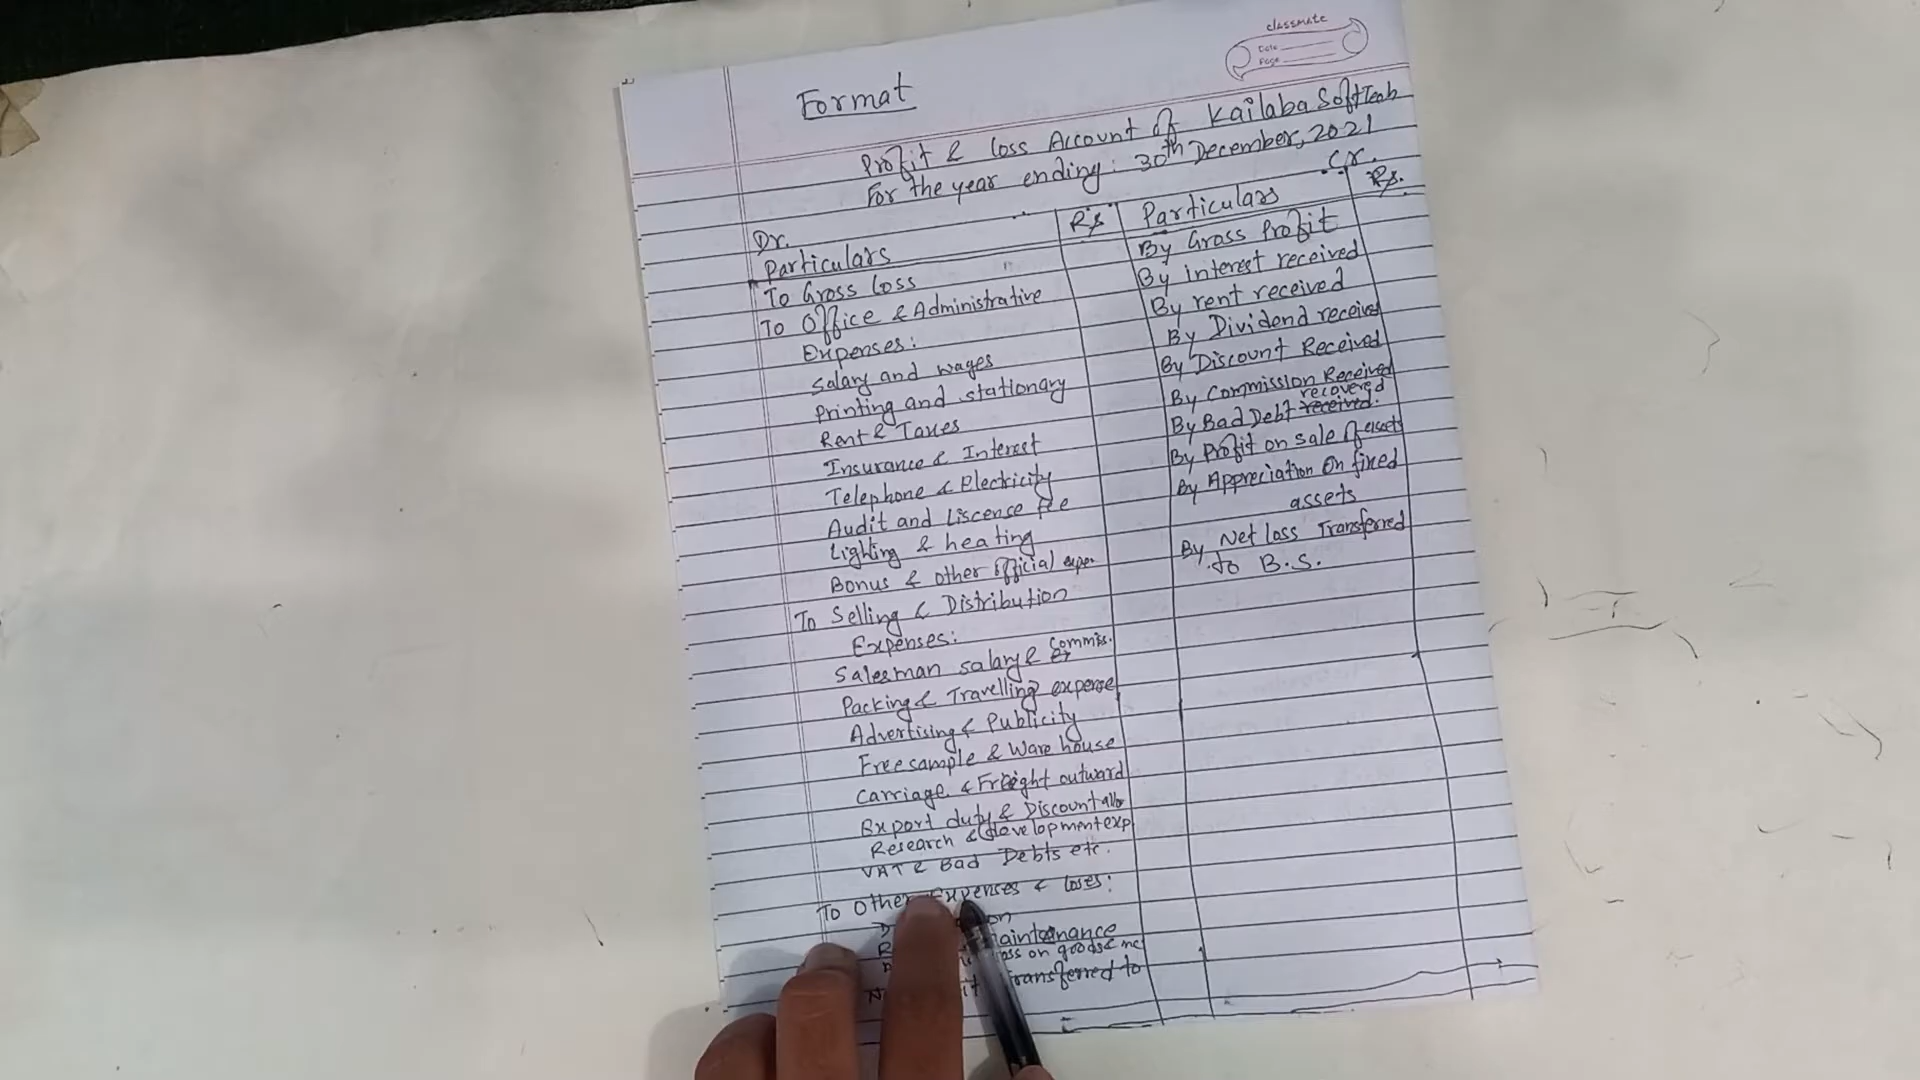 classmate
Date
Page
Format
Profit & Loss Account of Kailaba SoftTech
For the year ending: 30th December, 2021
Dr.
Cr.
Particulars
Rs
To Gross Loss
To Office & Administrative
Expenses:
Salary and wages
Printing and stationary
Rent & Taxes
Insurance & Interest
Telephone & Electricity
Audit and Liscense fee
Lighting & heating
Bonus & other official expen
To Selling & Distribution
Expenses:
Salesman salary & commiss.
Packing & Travelling expense
Advertising & Publicity
Free sample & Ware house
Carriage & Freight outward
Export duty & Discount allo
Research & development exp
VAT & Bad Debts etc.
To Other Expenses & loses:
maintenance
loss on goods
Transferred to
Particulars
Rs.
By Gross Profit
By interest received
By rent received
By Dividend received
By Discount Received
By Commission Received
recovered
By Bad Debt received.
By Profit on sale of assets
By Appreciation On fixed
assets
By Net loss Transferred
to B.S.